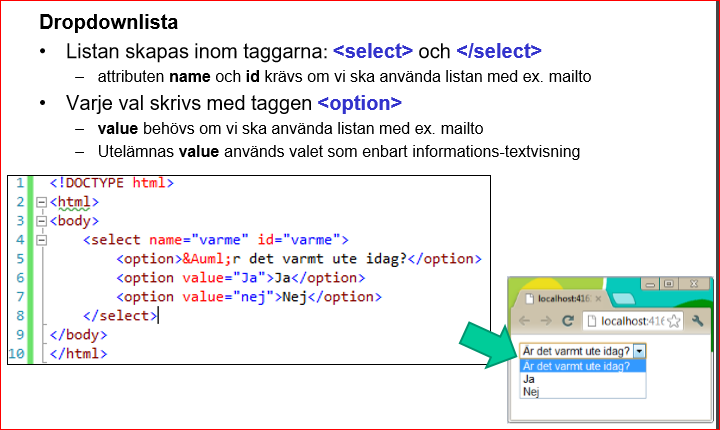 Dropdownlista
• Listan skapas inom taggarna: <select> och </select>
– attributen name och id krävs om vi ska använda listan med ex. mailto
• Varje val skrivs med taggen <option>
– value behövs om vi ska använda listan med ex. mailto
– Utelämnas value används valet som enbart informations-textvisning
1 <!DOCTYPE html>
2 <html>
3 <body>
4 <select name="varme" id="varme">
5 <option>&Auml;r det varmt ute idag?</option>
6 <option value="Ja">Ja</option>
7 <option value="nej">Nej</option>
8 </select>
9 </body>
10 </html>
localhost:416
localhost:416
Är det varmt ute idag?
Är det varmt ute idag?
Ja
Nej